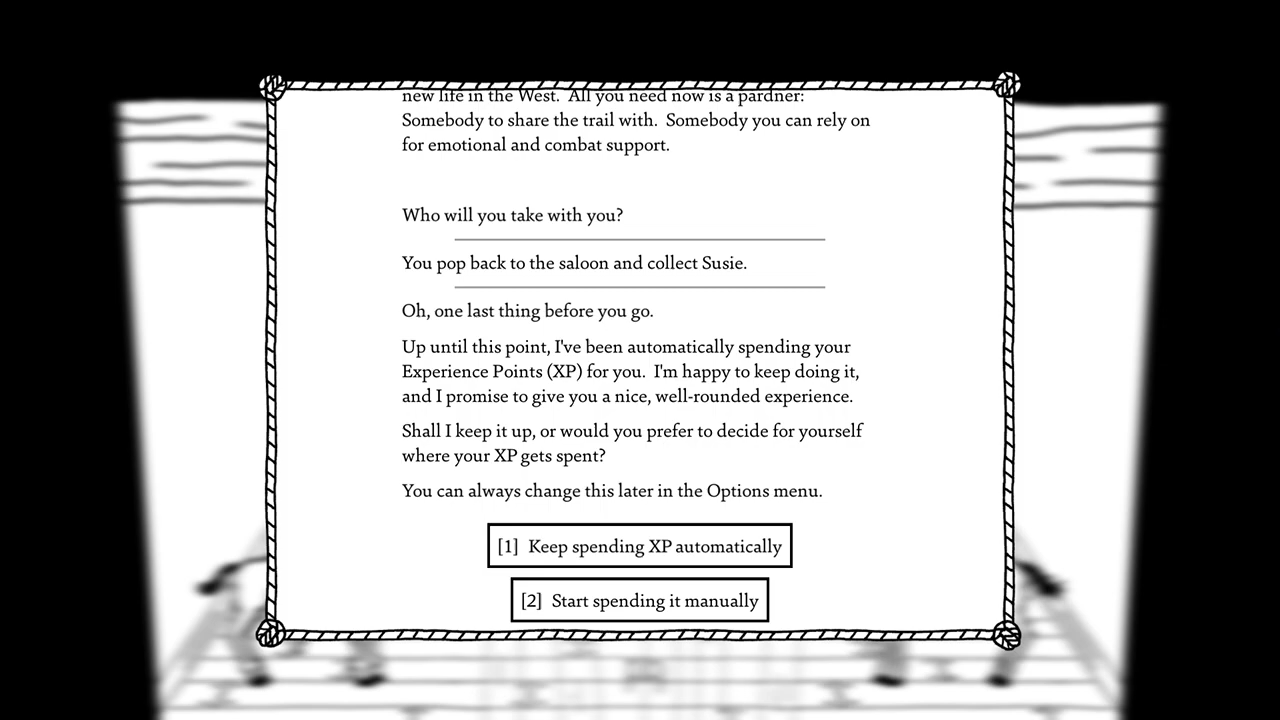 new life in the West.  All you need now is a pardner:
Somebody to share the trail with.  Somebody you can rely on
for emotional and combat support.
Who will you take with you?
You pop back to the saloon and collect Susie.
Oh, one last thing before you go.
Up until this point, I've been automatically spending your
Experience Points (XP) for you.  I'm happy to keep doing it,
and I promise to give you a nice, well-rounded experience.
Shall I keep it up, or would you prefer to decide for yourself
where your XP gets spent?
You can always change this later in the Options menu.
[1]  Keep spending XP automatically
[2]  Start spending it manually